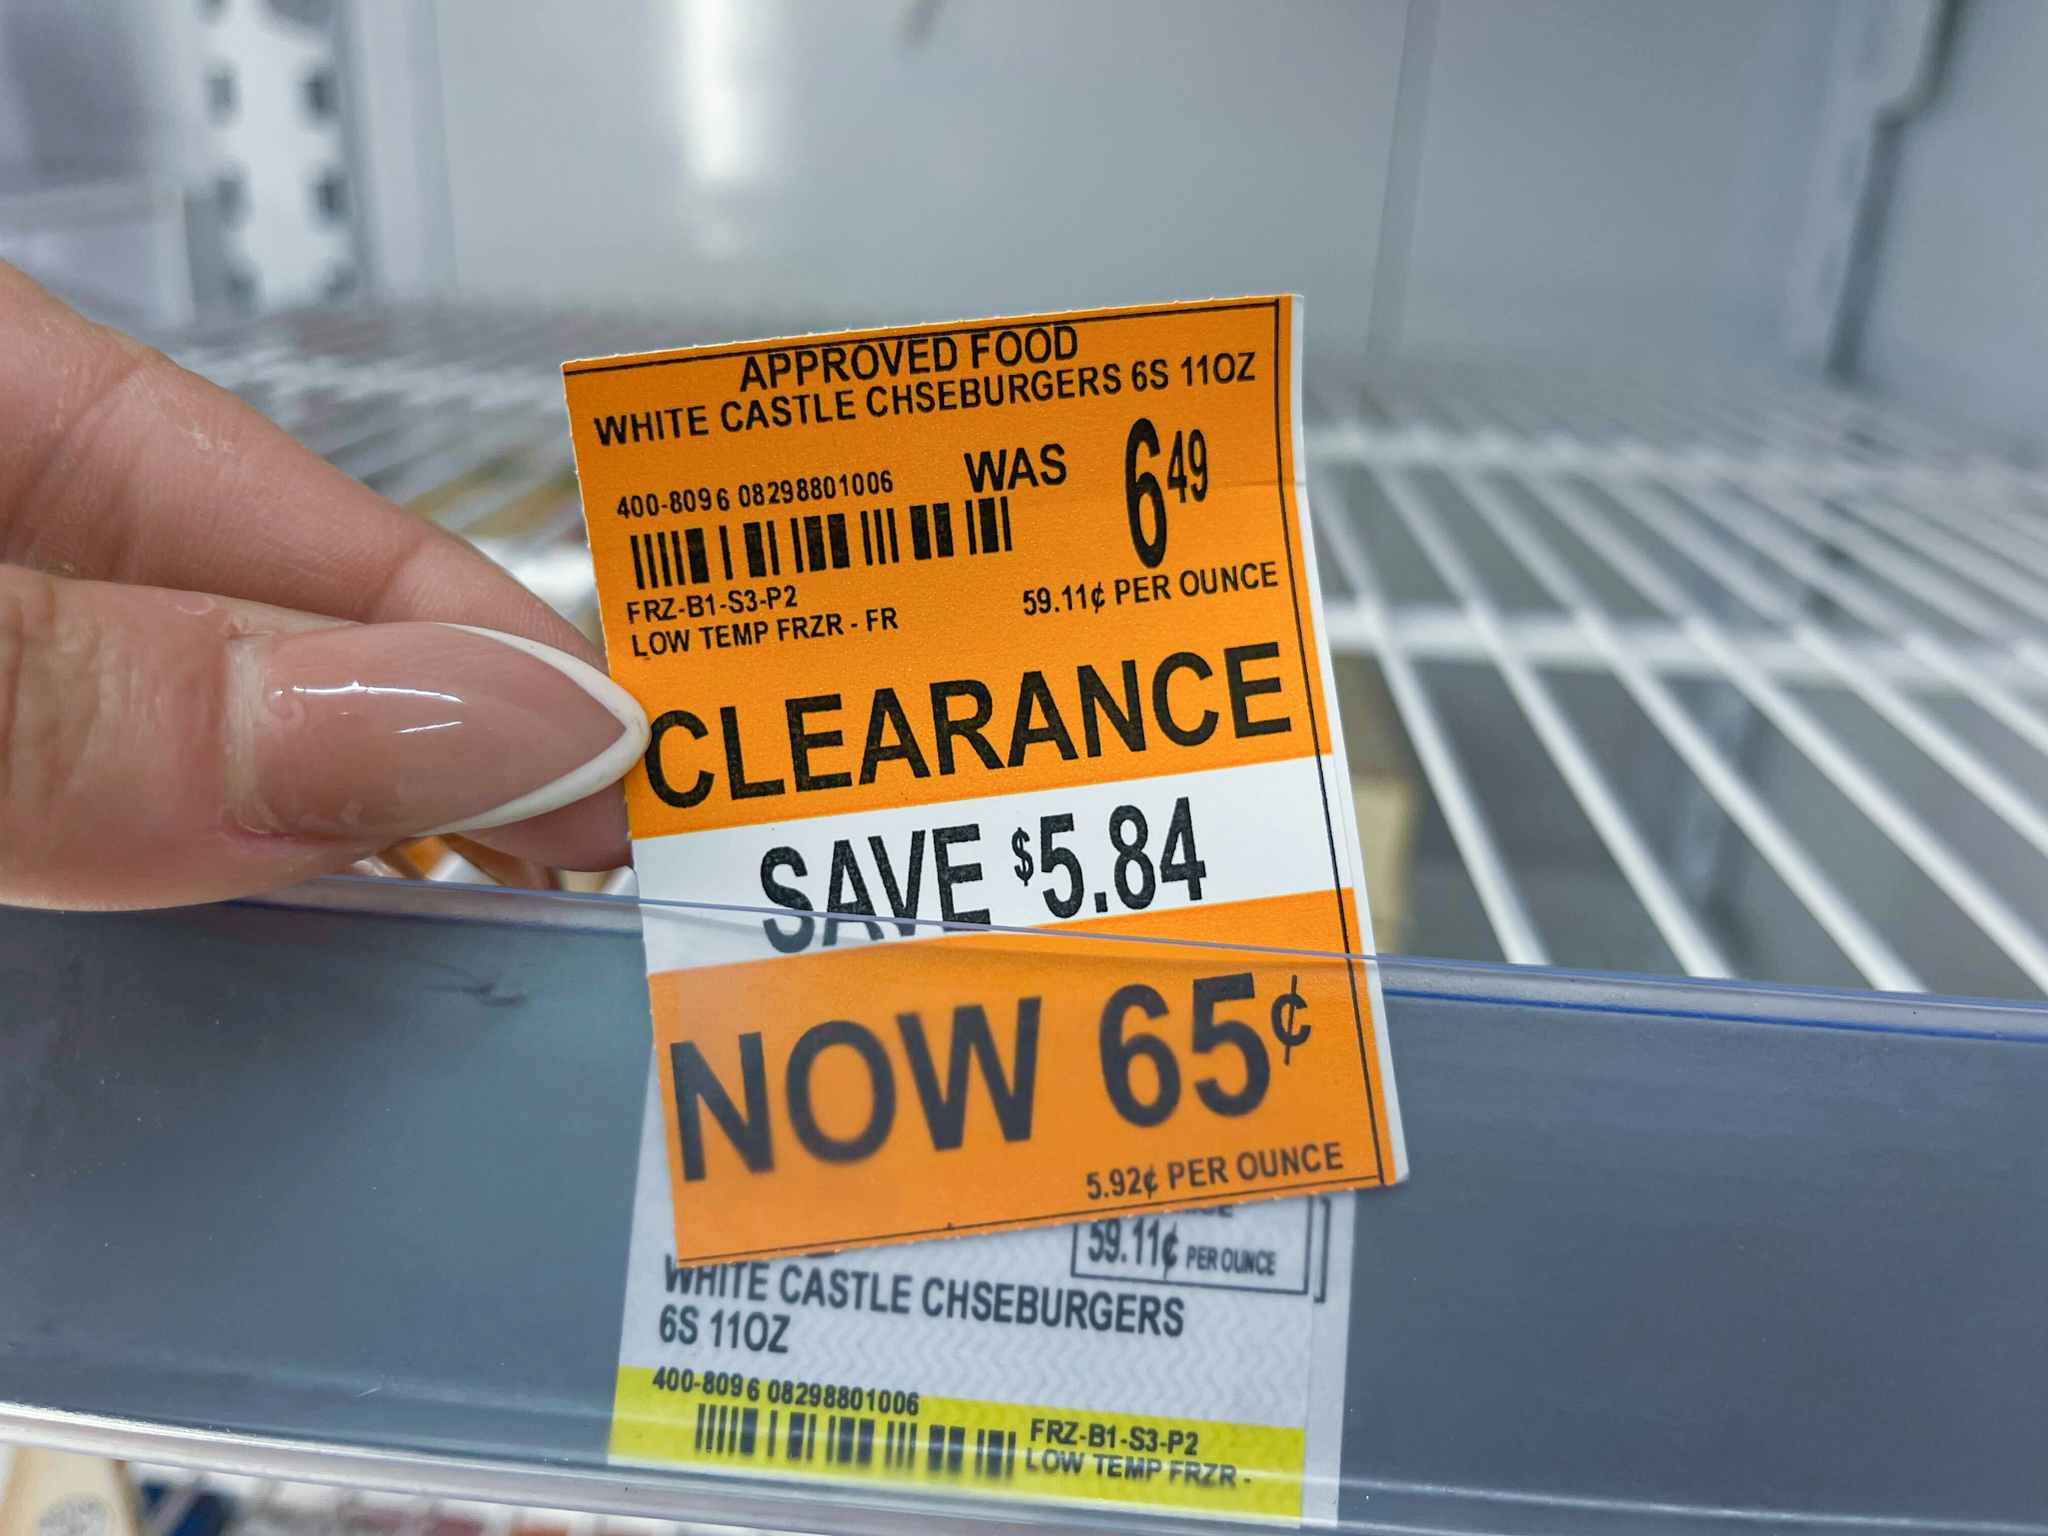 APPROVED FOOD
WHITE CASTLE CHSEBURGERS 6S 11OZ
400-8096 08298801006
WAS 6 49
FRZ-B1-S3-P2
59.11¢ PER OUNCE
LOW TEMP FRZR - FR
CLEARANCE
SAVE $5.84
NOW 65¢
5.92¢ PER OUNCE
59.11¢ PER OUNCE
WHITE CASTLE CHSEBURGERS
6S 11OZ
400-8096 08298801006
FRZ-B1-S3-P2
LOW TEMP FRZR -